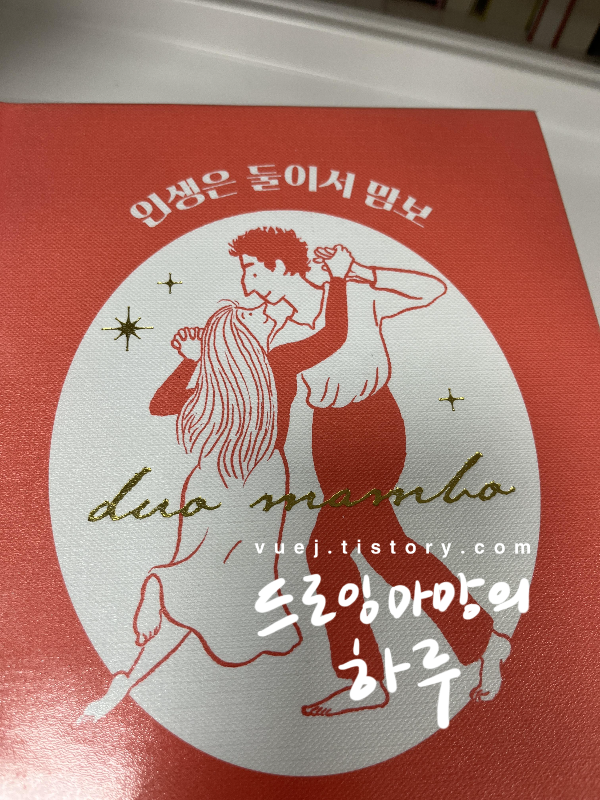 인생은 둘이서 맘보
duo mambo
vuej.tistory.com
드로잉마망의
하루